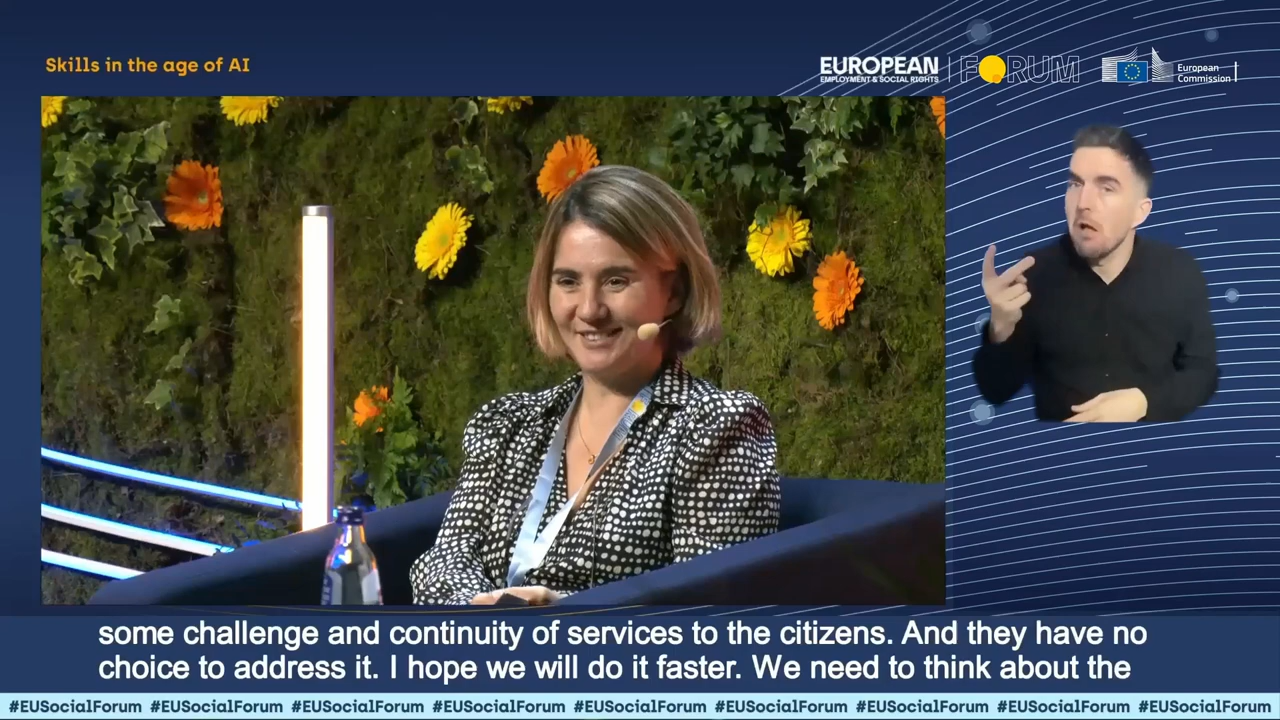 Skills in the age of AI
EUROPEAN
EMPLOYMENT & SOCIAL RIGHTS
FORUM
European
Commission
some challenge and continuity of services to the citizens. And they have no
choice to address it. I hope we will do it faster. We need to think about the
#EUSocialForum #EUSocialForum #EUSocialForum #EUSocialForum #EUSocialForum #EUSocialForum #EUSocialForum #EUSocialForum #EUSocialForum